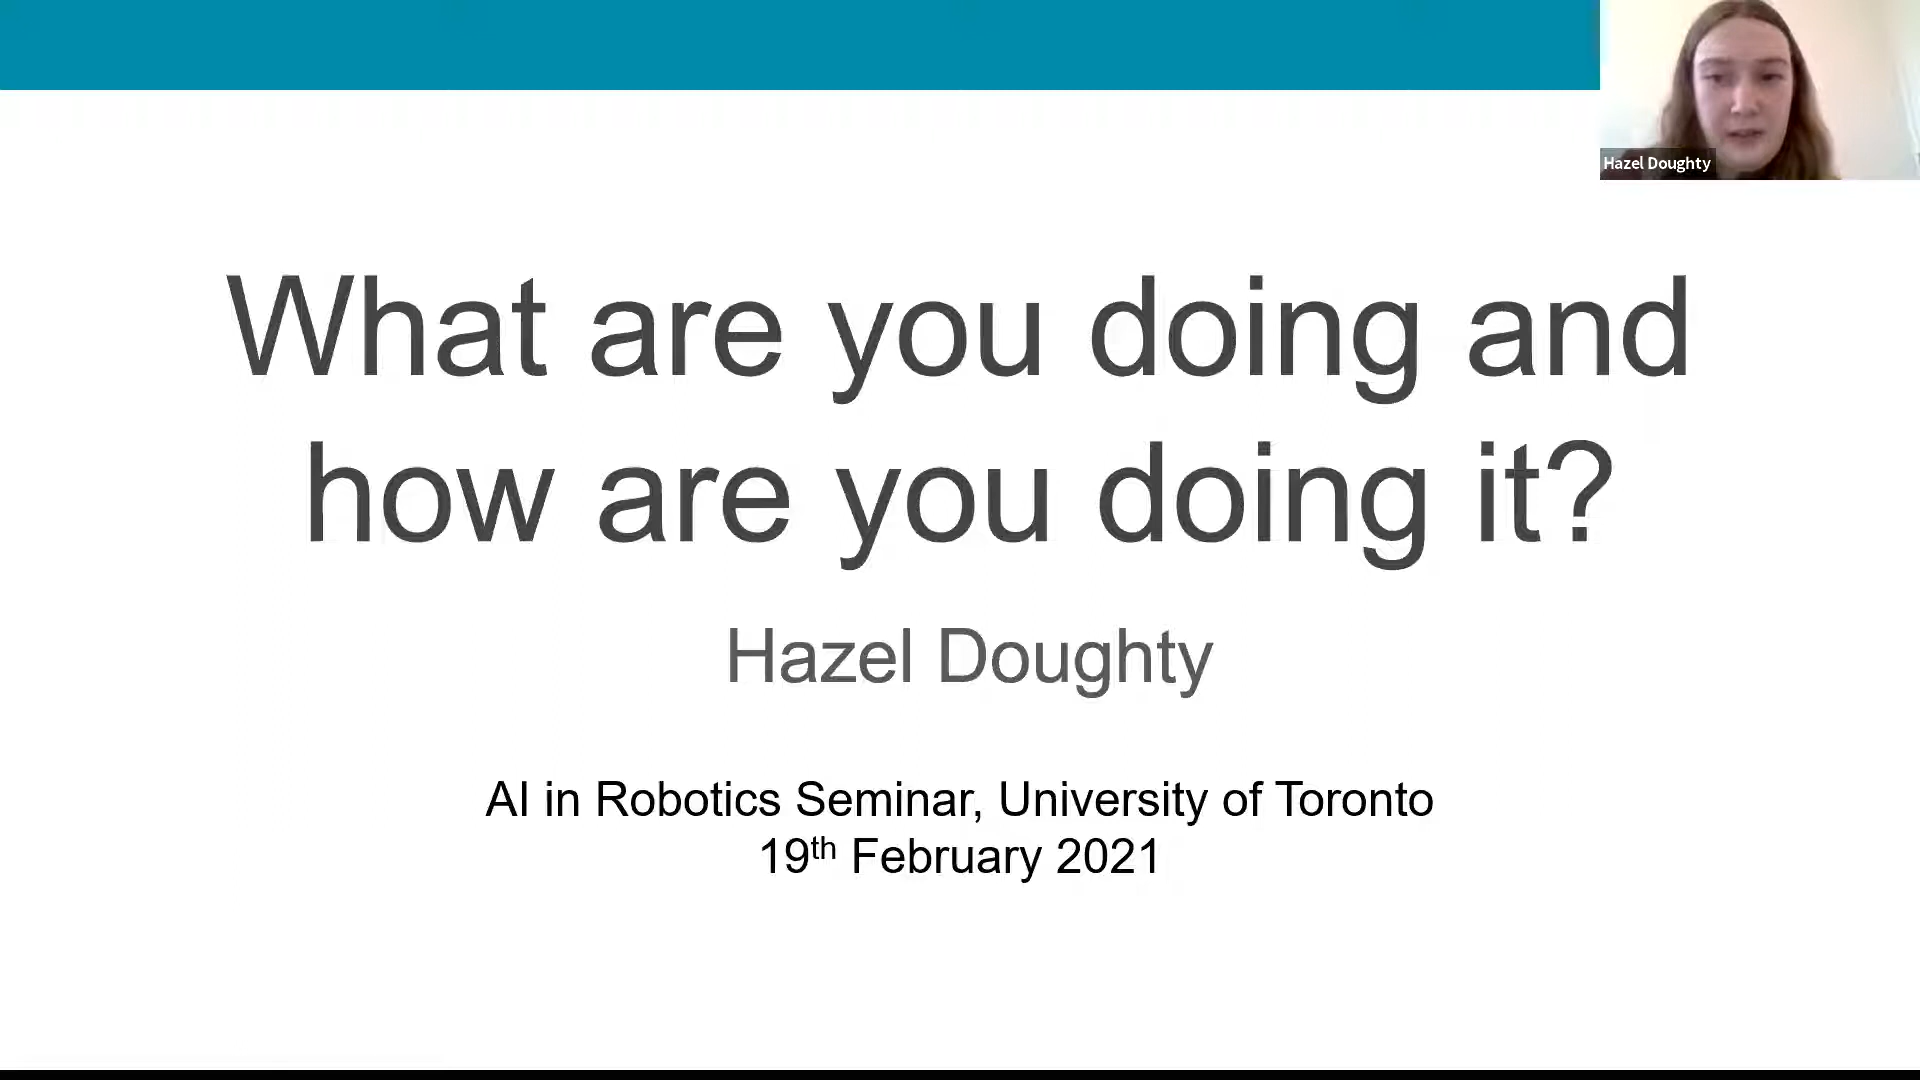 Hazel Doughty
What are you doing and
how are you doing it?
Hazel Doughty
AI in Robotics Seminar, University of Toronto
19th February 2021